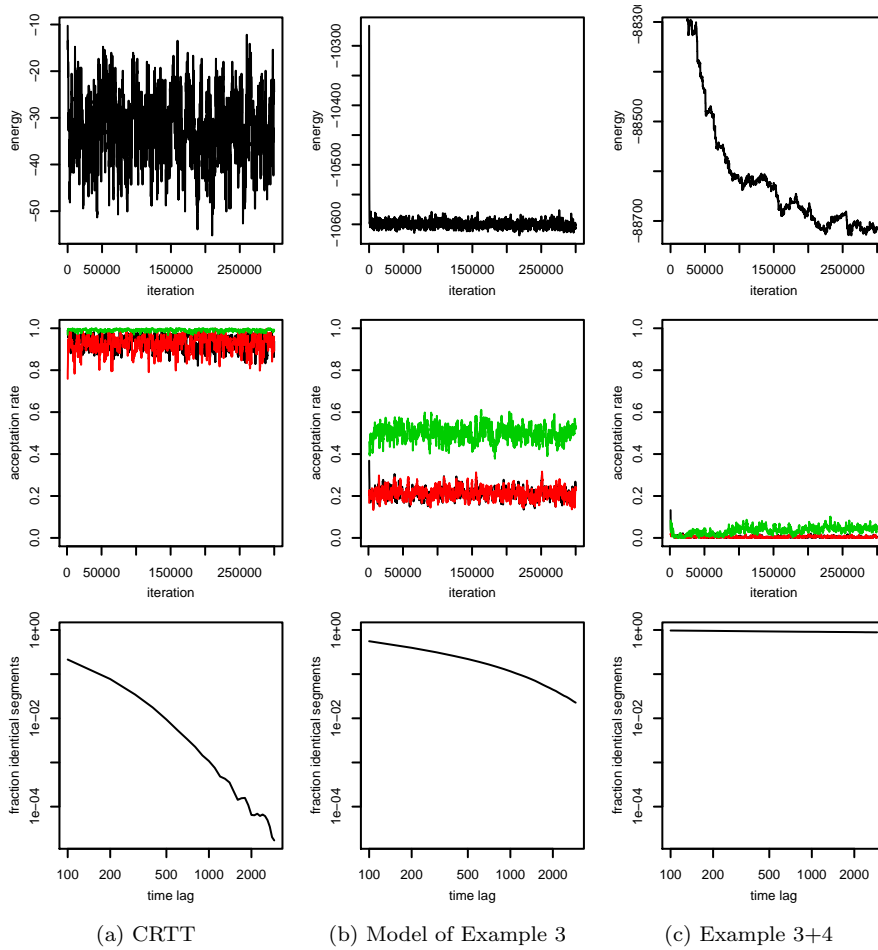 −10
−20
−30
−40
−50
energy
0 50000 150000 250000
iteration
−10300
−10400
−10500
−10600
energy
0 50000 150000 250000
iteration
−88500
−88700
energy
50000 150000 250000
iteration
1.0
0.8
0.6
0.4
0.2
0.0
acceptation rate
0 50000 150000 250000
iteration
1.0
0.8
0.6
0.4
0.2
0.0
acceptation rate
0 50000 150000 250000
iteration
1.0
0.8
0.6
0.4
0.2
0.0
acceptation rate
50000 150000 250000
iteration
1e+00
1e−02
1e−04
fraction identical segments
100 200 500 1000 2000
time lag
1e+00
1e−02
1e−04
fraction identical segments
100 200 500 1000 2000
time lag
1e+00
1e−02
1e−04
fraction identical segments
100 200 500 1000 2000
time lag
(a) CRTT
(b) Model of Example 3
(c) Example 3+4